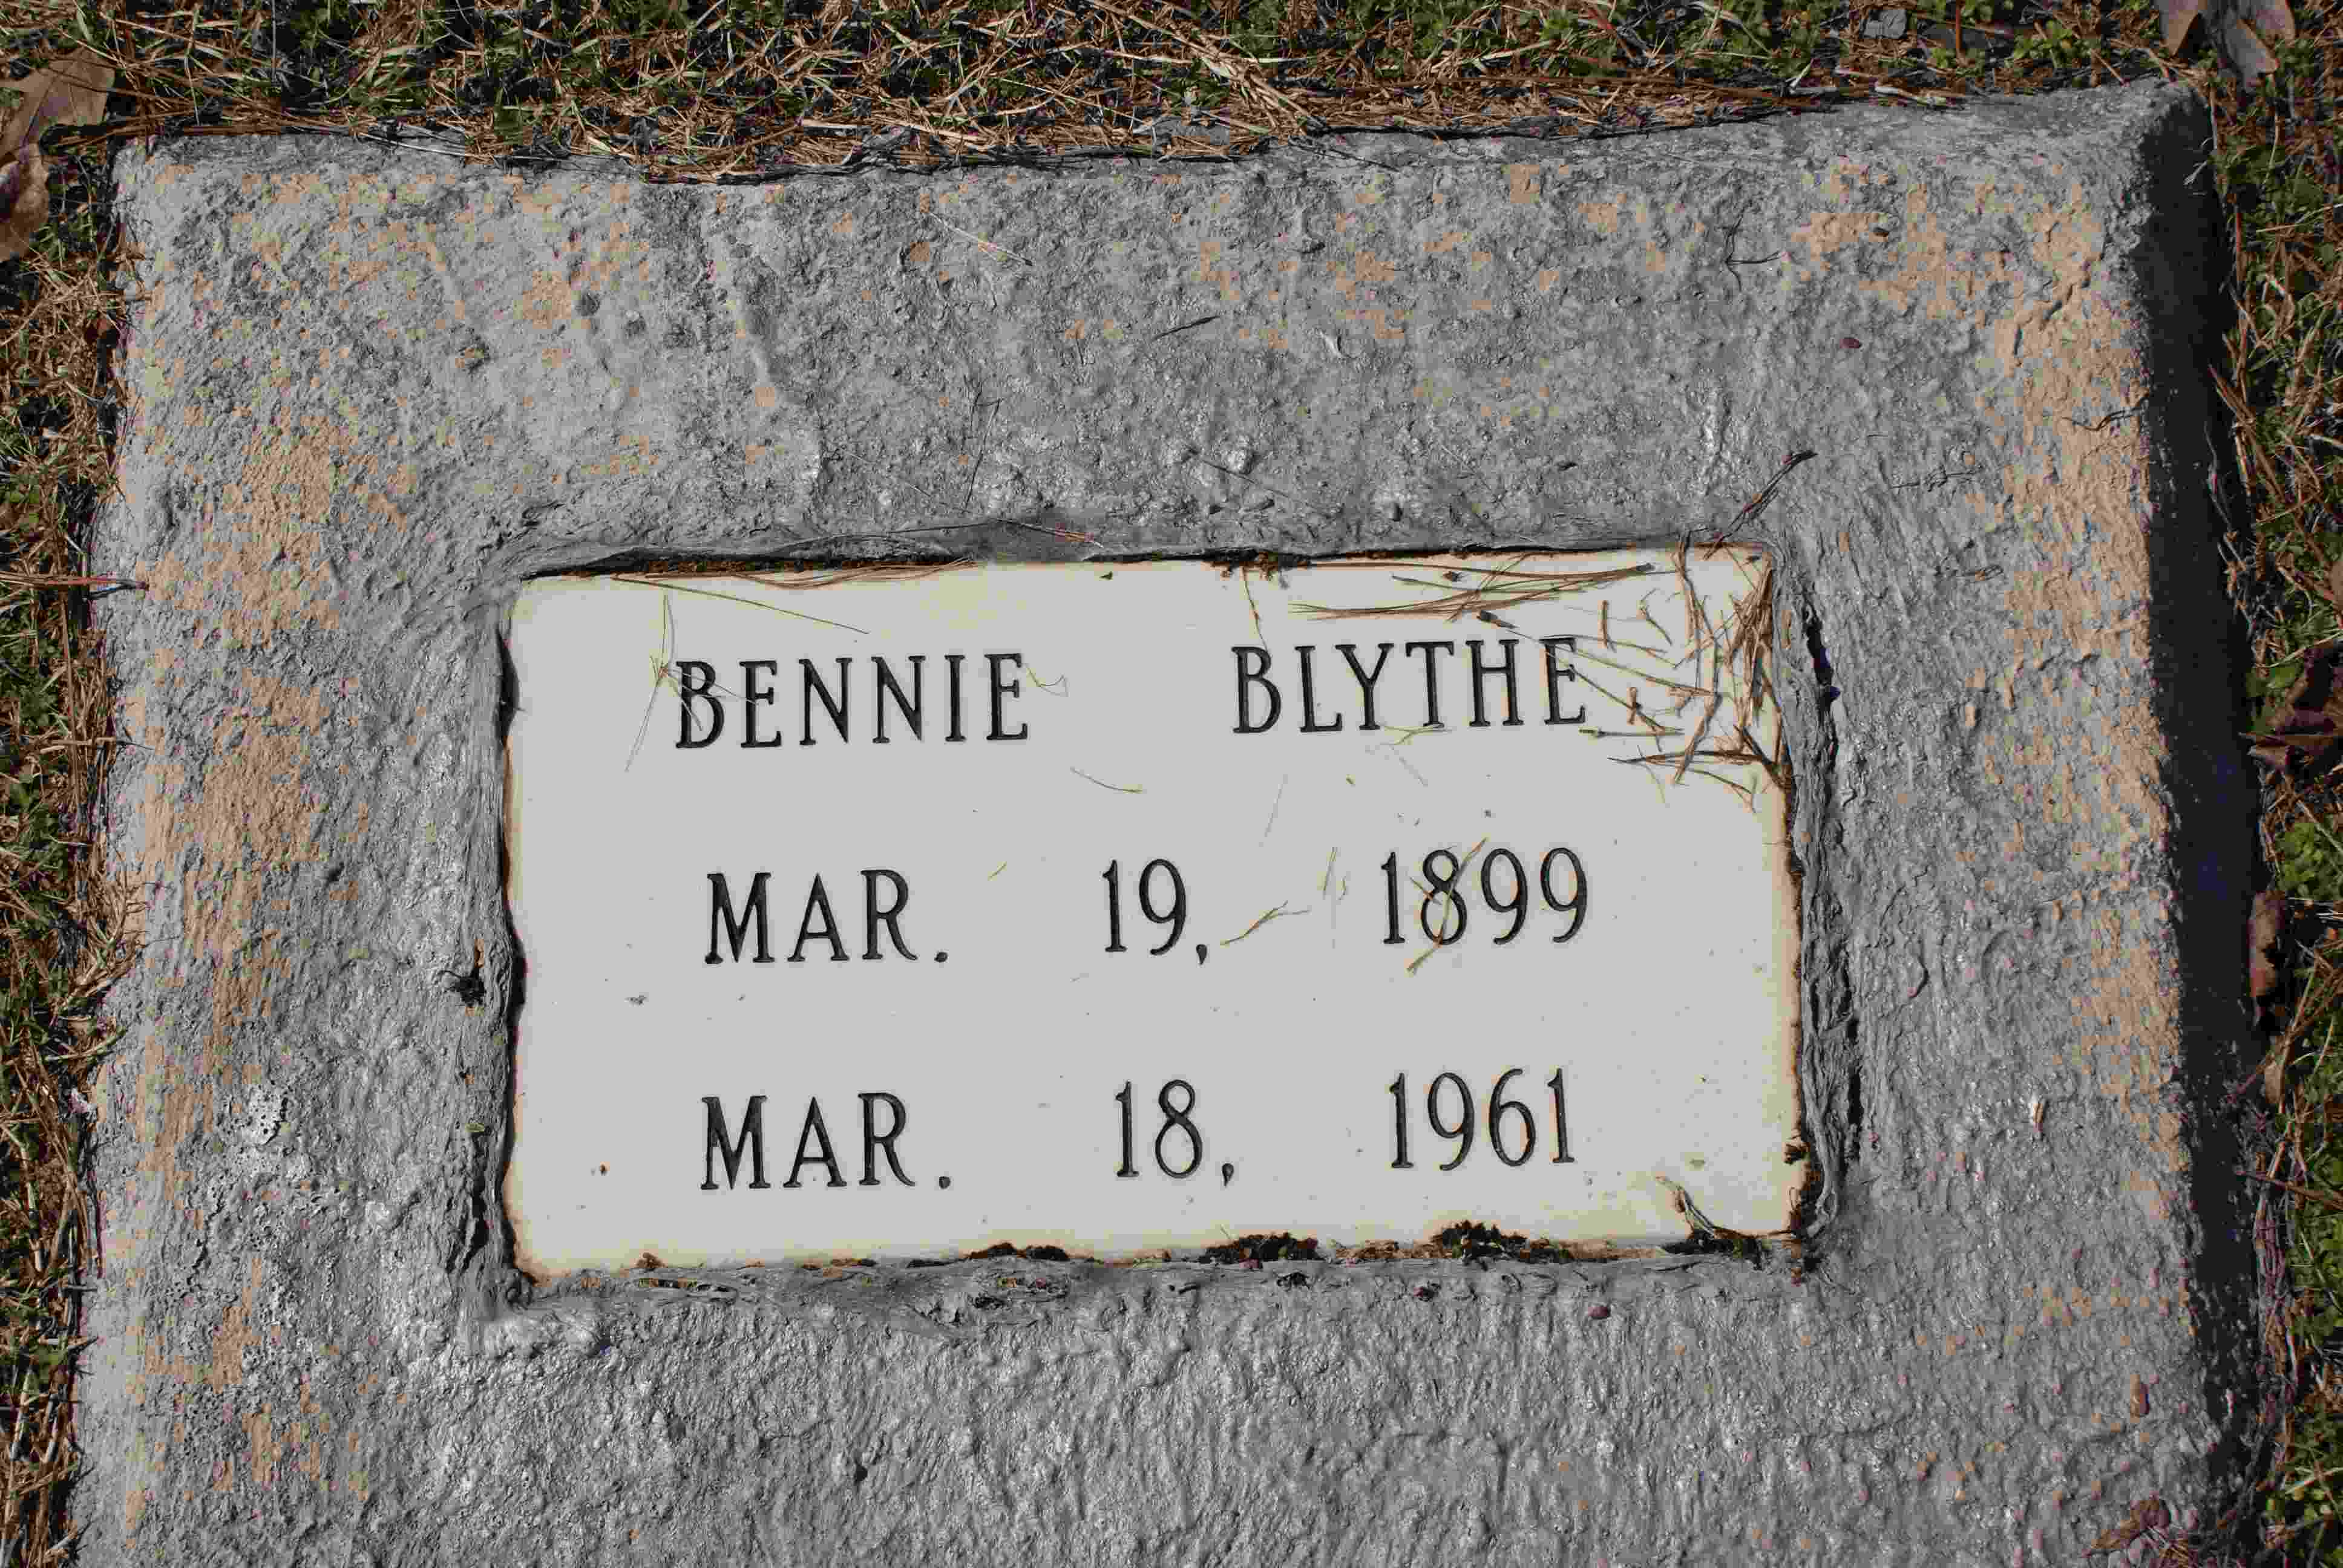 BENNIE BLYTHE
MAR. 19, 1899
MAR. 18, 1961